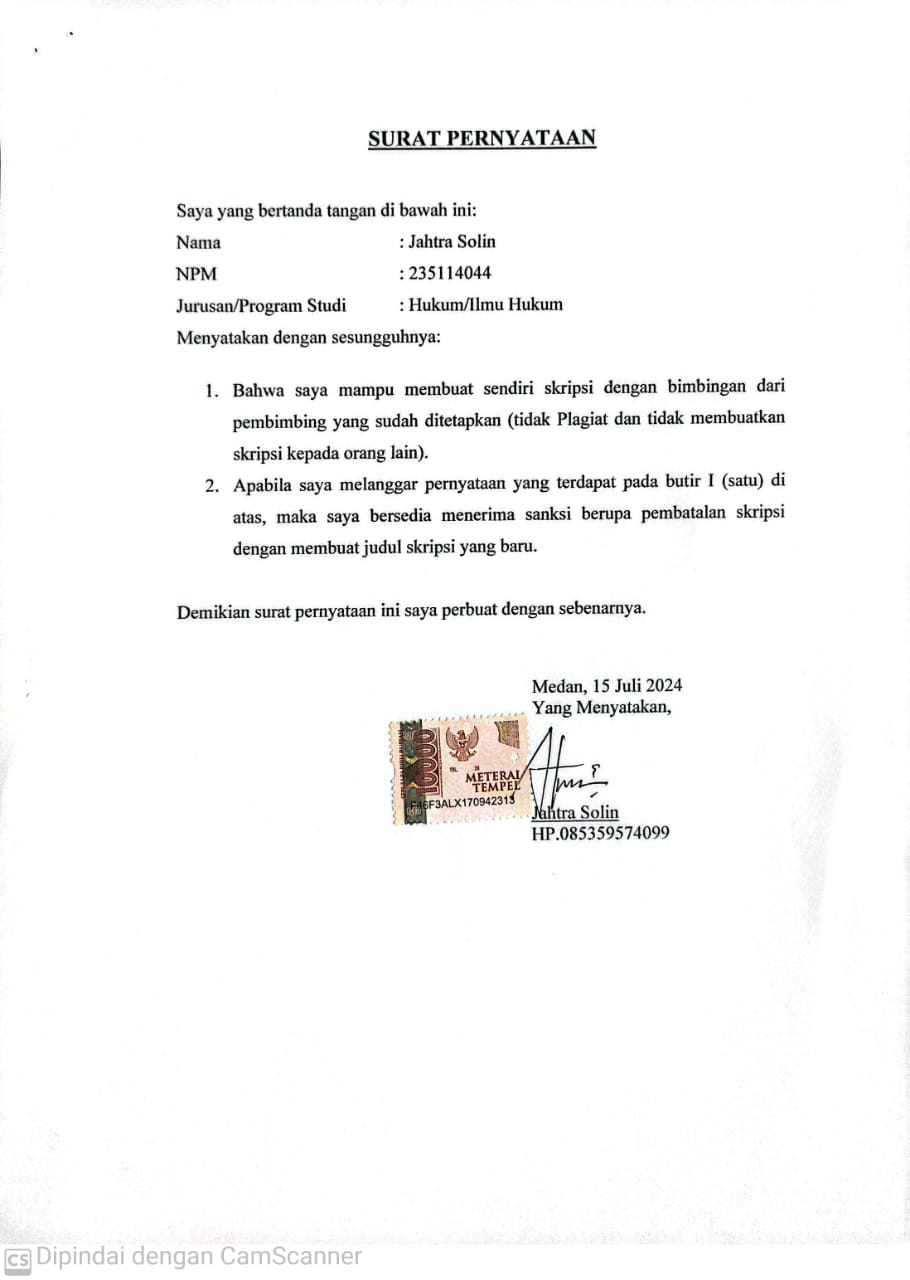 SURAT PERNYATAAN
Saya yang bertanda tangan di bawah ini:
Nama : Jahtra Solin
NPM : 235114044
Jurusan/Program Studi : Hukum/Ilmu Hukum
Menyatakan dengan sesungguhnya:
1. Bahwa saya mampu membuat sendiri skripsi dengan bimbingan dari
pembimbing yang sudah ditetapkan (tidak Plagiat dan tidak membuatkan
skripsi kepada orang lain).
2. Apabila saya melanggar pernyataan yang terdapat pada butir I (satu) di
atas, maka saya bersedia menerima sanksi berupa pembatalan skripsi
dengan membuat judul skripsi yang baru.
Demikian surat pernyataan ini saya perbuat dengan sebenarnya.
Medan, 15 Juli 2024
Yang Menyatakan,
10000
METERAI
TEMPEL
F46F3ALX170942313
Jahtra Solin
HP.085359574099
CS Dipindai dengan CamScanner